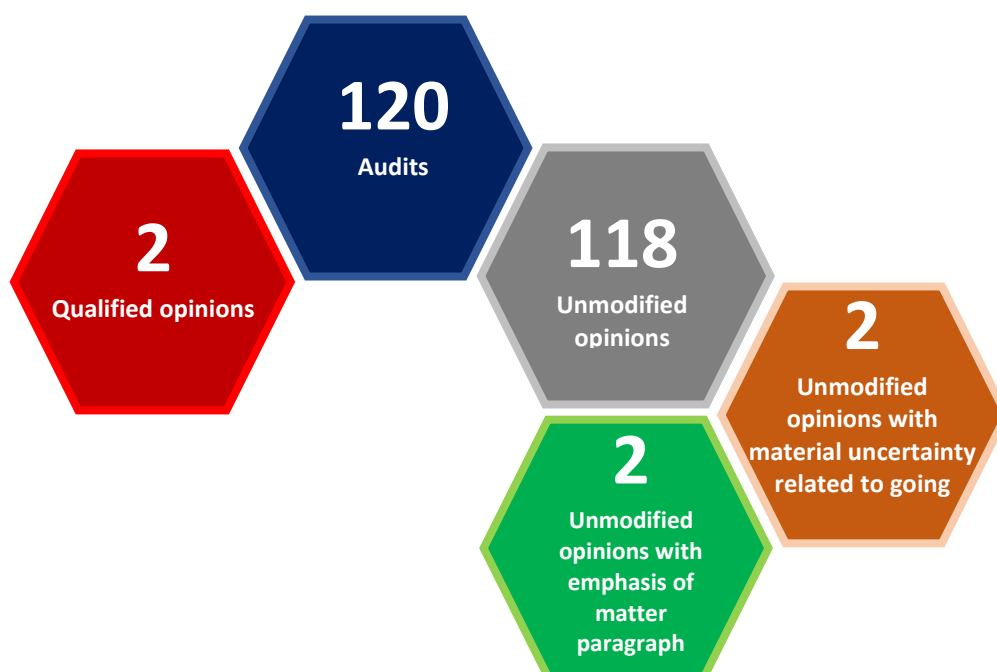 120
Audits
2
Qualified opinions
118
Unmodified
opinions
2
Unmodified
opinions with
material uncertainty
related to going
2
Unmodified
opinions with
emphasis of
matter
paragraph